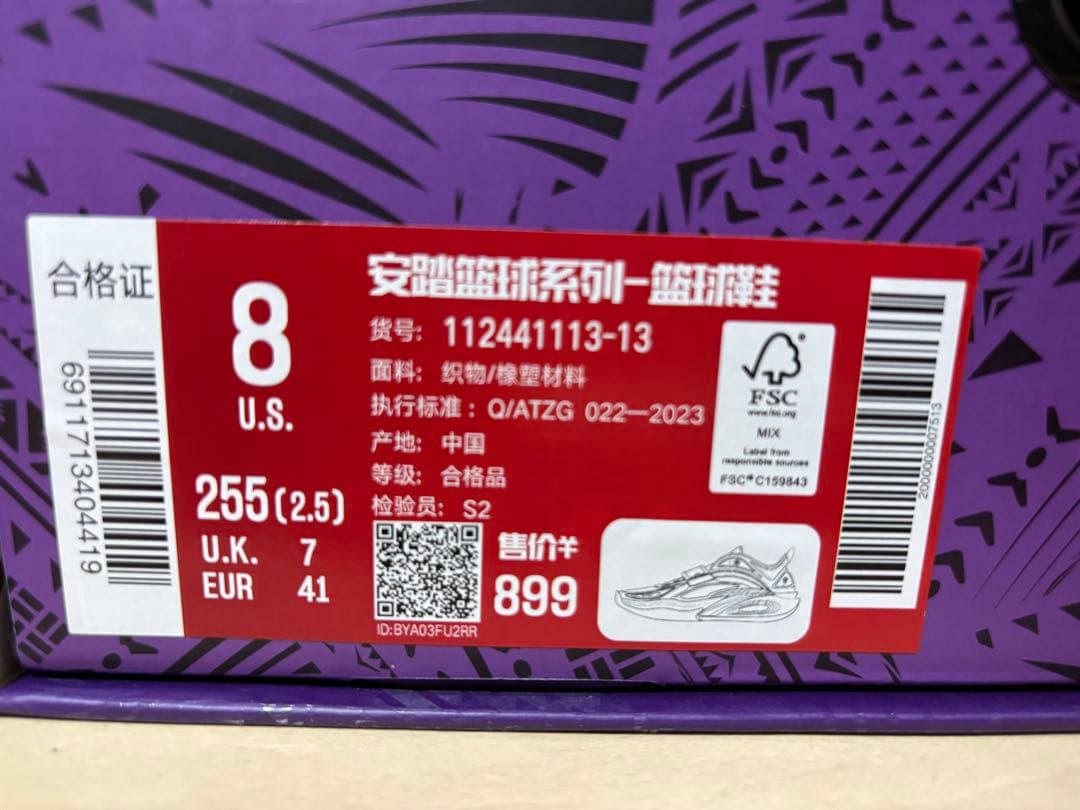 合格证
6911713404419
8
U.S.
255(2.5)
U.K. 7
EUR 41
安踏篮球系列-篮球鞋
货号: 112441113-13
面料: 织物/橡塑材料
执行标准: Q/ATZG 022—2023
产地: 中国
等级: 合格品
检验员: S2
ID:BYA03FU2RR
售价¥
899
FSC
www.fsc.org
MIX
Label from
responsible sources
FSC® C159843
2000000007513